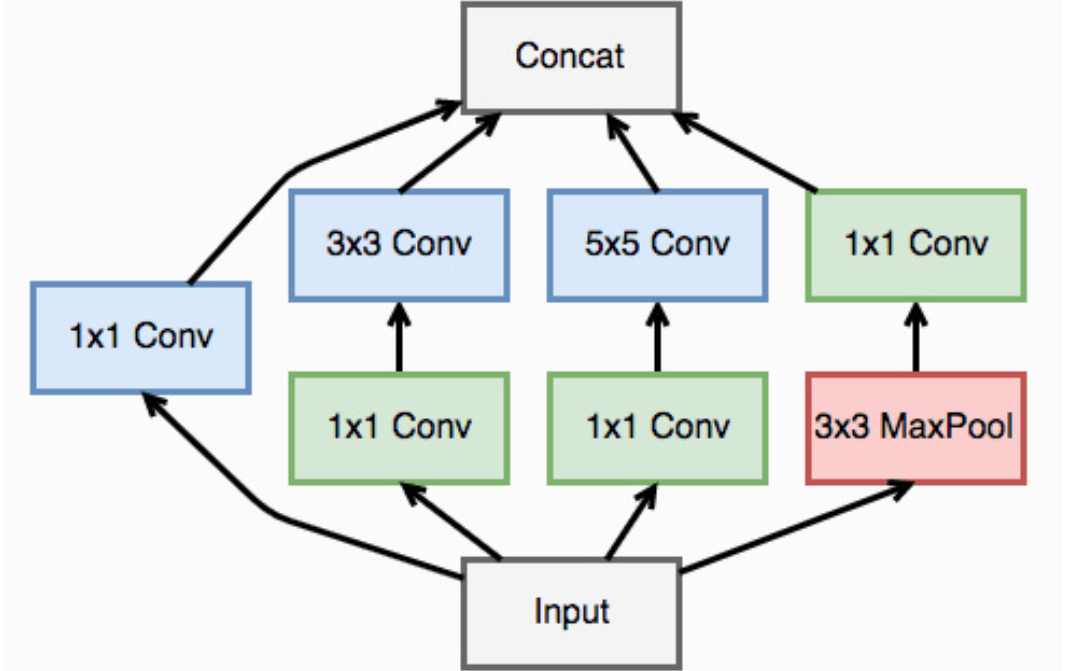 Concat
3x3 Conv
5x5 Conv
1x1 Conv
1x1 Conv
1x1 Conv
1x1 Conv
3x3 MaxPool
Input